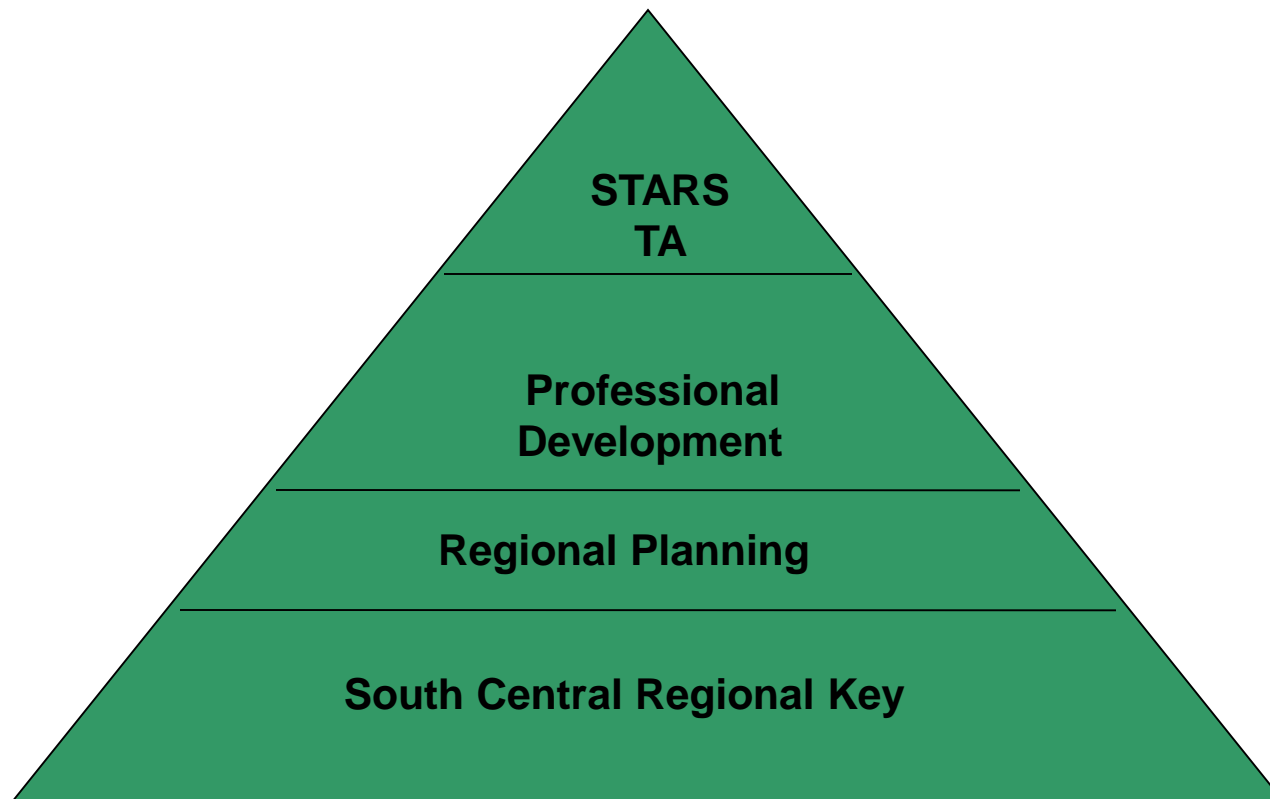 STARS
TA
Professional
Development
Regional Planning
South Central Regional Key